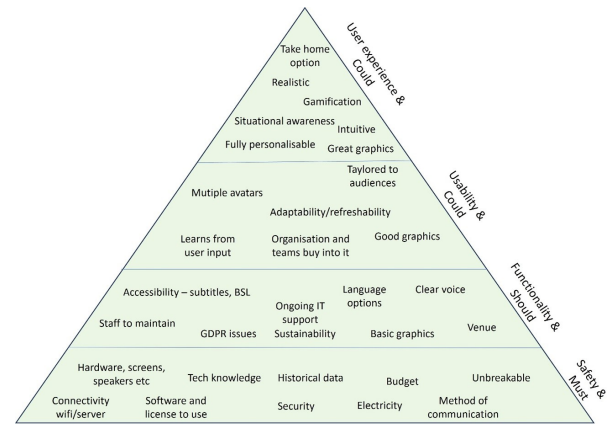 Take home
option
Realistic
Gamification
Situational awareness
Intuitive
Fully personalisable
Great graphics
User experience &
Could
Taylored to
audiences
Mutiple avatars
Adaptability/refreshability
Learns from
user input
Organisation and
teams buy into it
Good graphics
Usability &
Could
Accessibility – subtitles, BSL
Language
options
Clear voice
Ongoing IT
support
Staff to maintain
GDPR issues
Sustainability
Basic graphics
Venue
Functionality &
Should
Hardware, screens,
speakers etc
Tech knowledge
Historical data
Budget
Unbreakable
Connectivity
wifi/server
Software and
license to use
Security
Electricity
Method of
communication
Safety &
Must